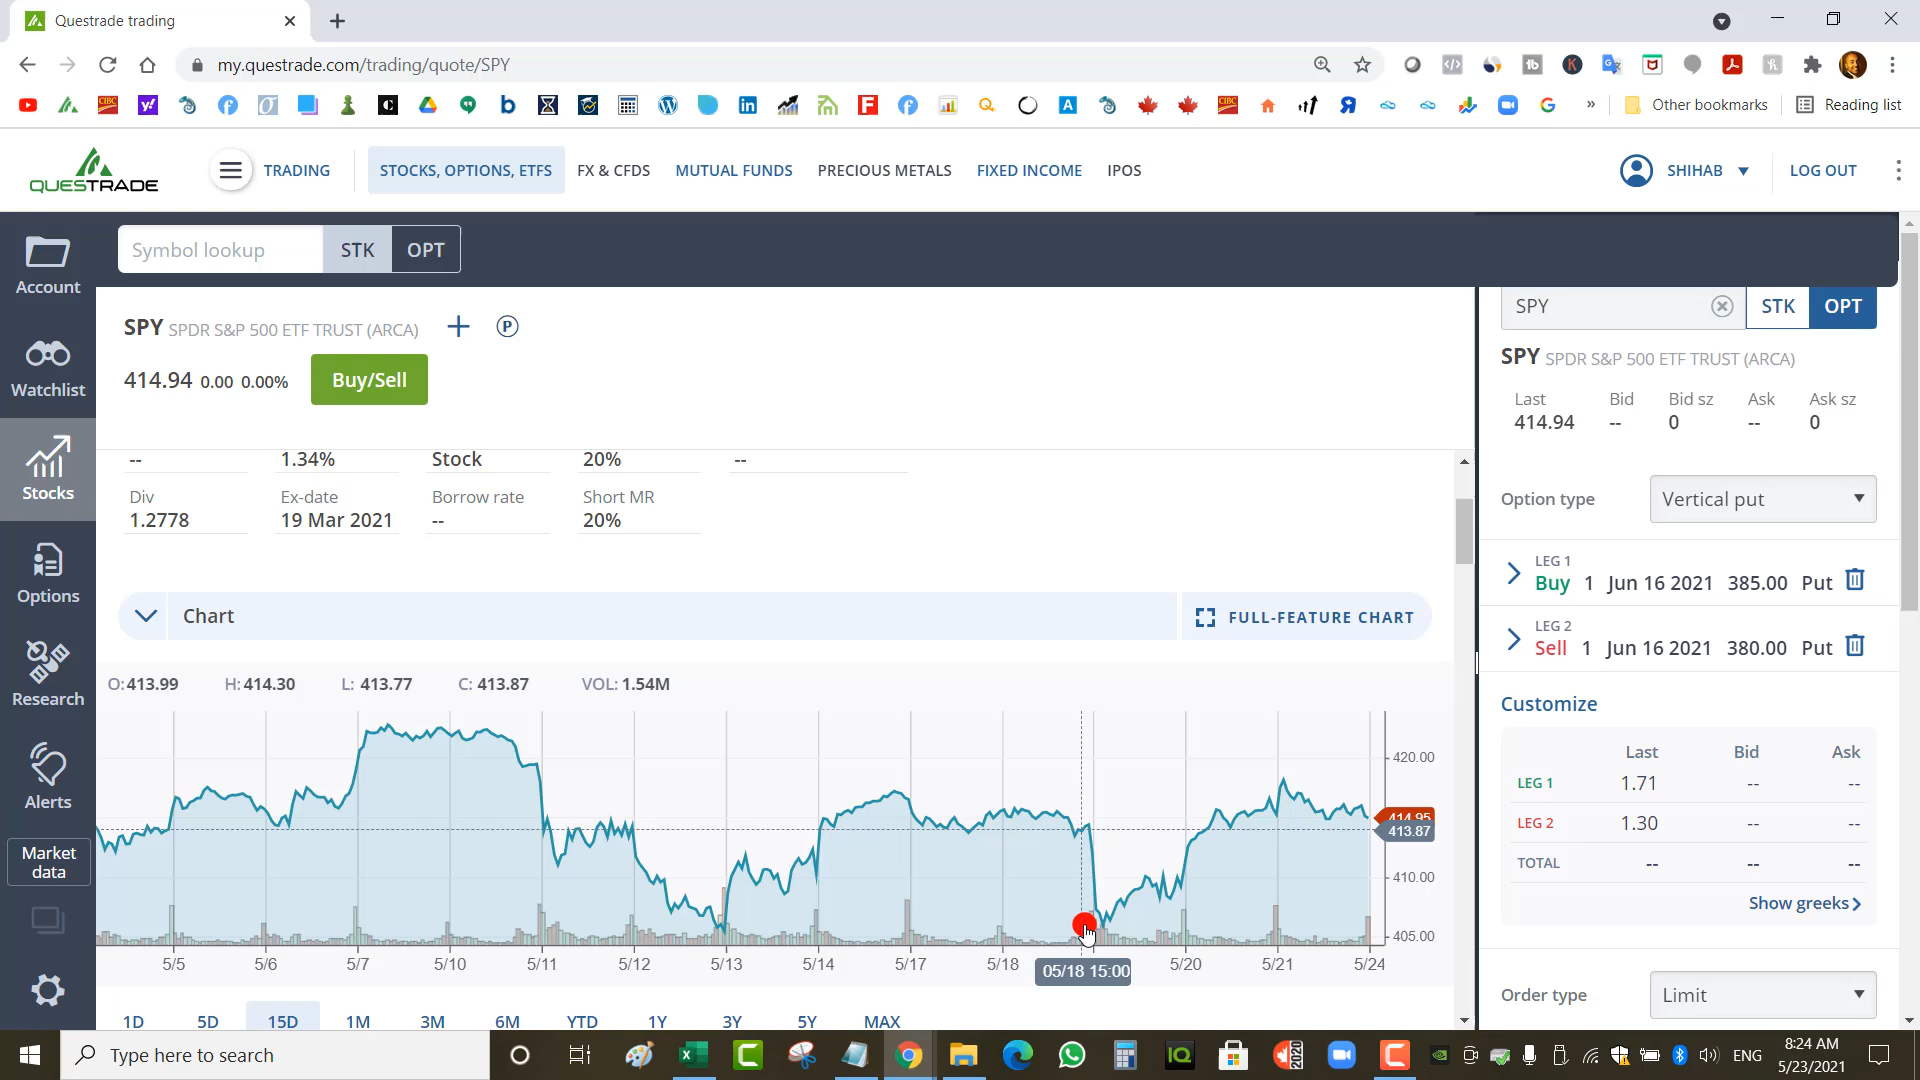 Questrade trading
my.questrade.com/trading/quote/SPY
Other bookmarks
Reading list
QUESTRADE
TRADING
STOCKS, OPTIONS, ETFS
FX & CFDS
MUTUAL FUNDS
PRECIOUS METALS
FIXED INCOME
IPOS
SHIHAB
LOG OUT
Account
Watchlist
Stocks
Options
Research
Alerts
Market
data
Symbol lookup
STK
OPT
SPY SPDR S&P 500 ETF TRUST (ARCA)
414.94 0.00 0.00%
Buy/Sell
-- 1.34% Stock 20% --
Div Ex-date Borrow rate Short MR
1.2778 19 Mar 2021 -- 20%
Chart
FULL-FEATURE CHART
O:413.99 H:414.30 L: 413.77 C: 413.87 VOL: 1.54M
420.00
414.95
413.87
410.00
405.00
5/5 5/6 5/7 5/10 5/11 5/12 5/13 5/14 5/17 5/18 05/18 15:00 5/20 5/21 5/24
1D 5D 15D 1M 3M 6M YTD 1Y 3Y 5Y MAX
SPY
STK
OPT
SPY SPDR S&P 500 ETF TRUST (ARCA)
Last Bid Bid sz Ask Ask sz
414.94 -- 0 -- 0
Option type
Vertical put
LEG 1
Buy 1 Jun 16 2021 385.00 Put
LEG 2
Sell 1 Jun 16 2021 380.00 Put
Customize
Last Bid Ask
LEG 1 1.71 -- --
LEG 2 1.30 -- --
TOTAL -- -- --
Show greeks
Order type
Limit
Type here to search
ENG
8:24 AM
5/23/2021